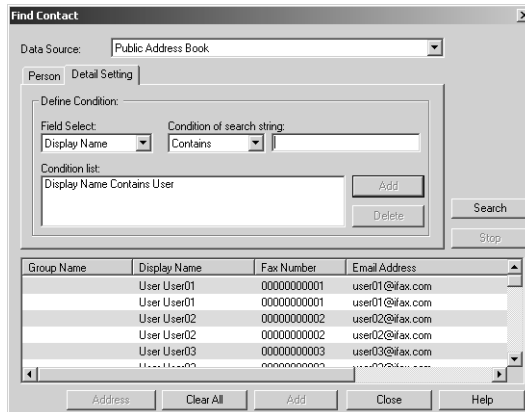 Find Contact
Data Source: Public Address Book
Person Detail Setting
Define Condition:
Field Select: Condition of search string:
Display Name Contains
Condition list:
Display Name Contains User
Add
Delete
Search
Stop
Group Name Display Name Fax Number Email Address
User User01 00000000001 user01@ifax.com
User User01 00000000001 user01@ifax.com
User User02 00000000002 user02@ifax.com
User User02 00000000002 user02@ifax.com
User User03 00000000003 user03@ifax.com
Address Clear All Add Close Help